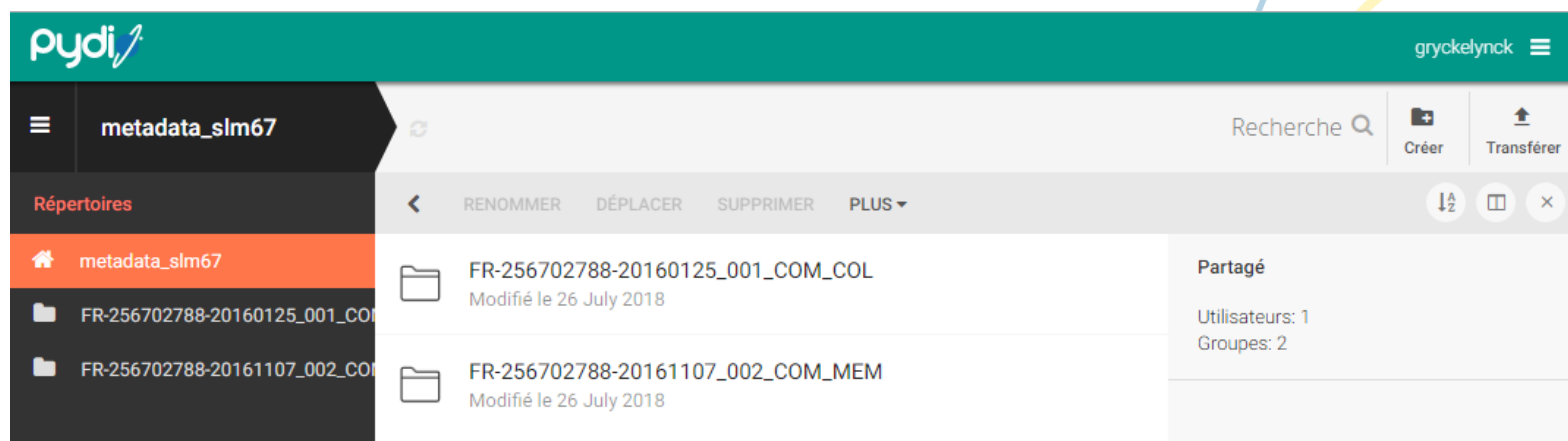 pydi
gryckelynck
metadata_slm67
Recherche
Créer
Transférer
Répertoires
RENOMMER DÉPLACER SUPPRIMER PLUS
metadata_slm67
FR-256702788-20160125_001_COM_COL
Modifié le 26 July 2018
Partagé
FR-256702788-20160125_001_CO
Utilisateurs: 1
Groupes: 2
FR-256702788-20161107_002_CO
FR-256702788-20161107_002_COM_MEM
Modifié le 26 July 2018